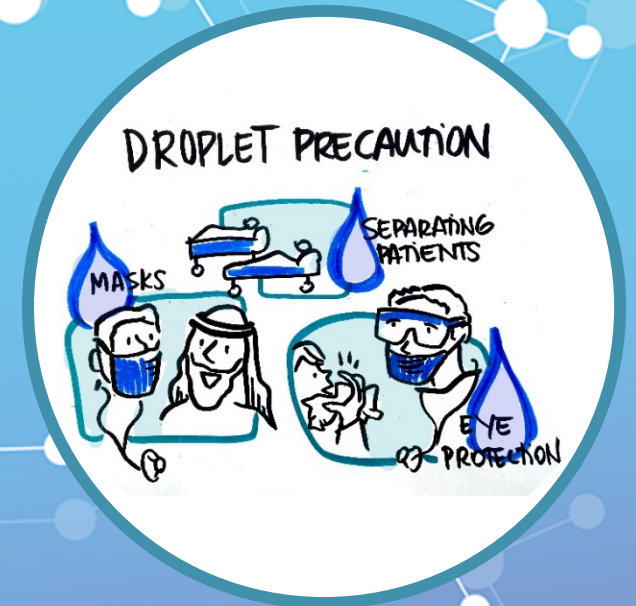 DROPLET PRECAUTION
SEPARATING
PATIENTS
MASKS
EYE
PROTECTION